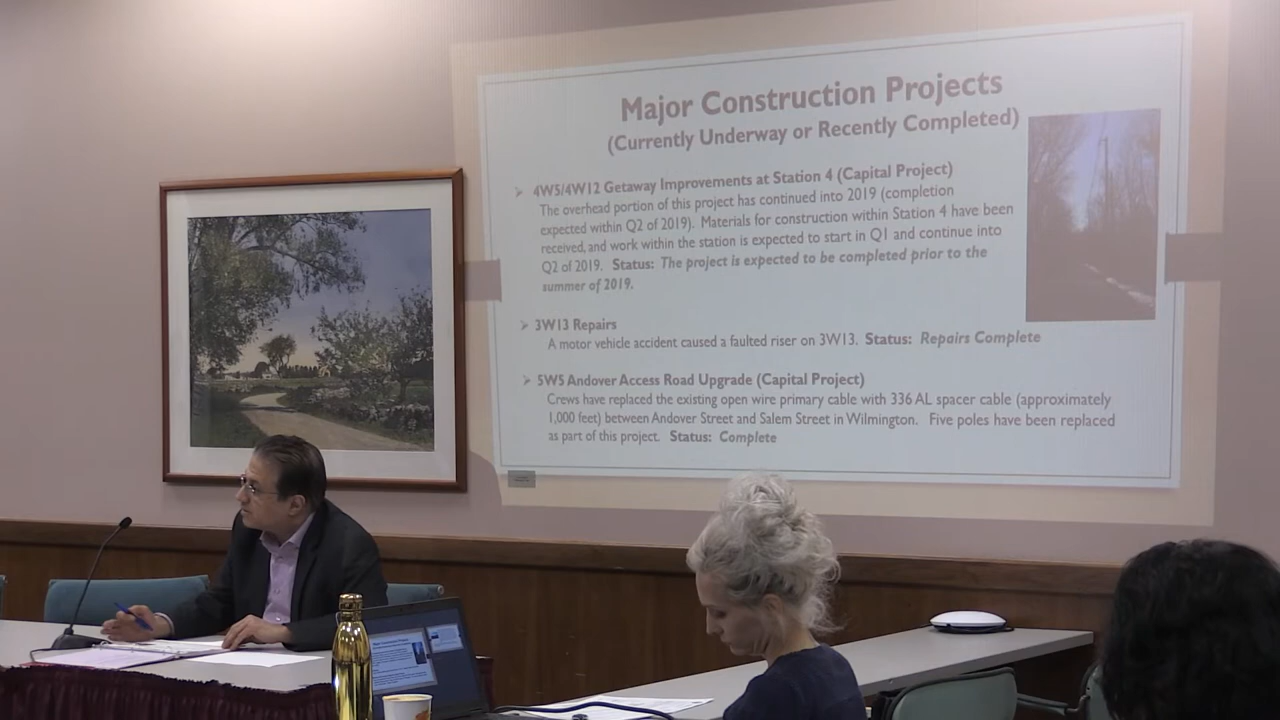 Major Construction Projects
(Currently Underway or Recently Completed)
4W5/4W12 Getaway Improvements at Station 4 (Capital Project)
The overhead portion of this project has continued into 2019 (completion
expected within Q2 of 2019). Materials for construction within Station 4 have been
received, and work within the station is expected to start in Q1 and continue into
Q2 of 2019. Status: The project is expected to be completed prior to the
summer of 2019.
3W13 Repairs
A motor vehicle accident caused a faulted riser on 3W13. Status: Repairs Complete
5W5 Andover Access Road Upgrade (Capital Project)
Crews have replaced the existing open wire primary cable with 336 AL spacer cable (approximately
1,000 feet) between Andover Street and Salem Street in Wilmington. Five poles have been replaced
as part of this project. Status: Complete